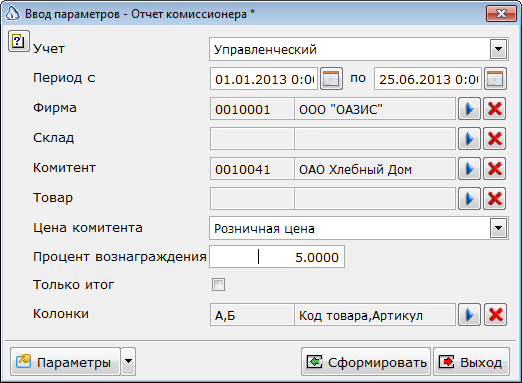 Ввод параметров - Отчет комиссионера *
Учет Управленческий
Период с 01.01.2013 0:0 по 25.06.2013 0:0
Фирма 0010001 ООО "ОАЗИС"
Склад
Комитент 0010041 ОАО Хлебный Дом
Товар
Цена комитента Розничная цена
Процент вознаграждения 5.0000
Только итог
Колонки А,Б Код товара,Артикул
Параметры Сформировать Выход